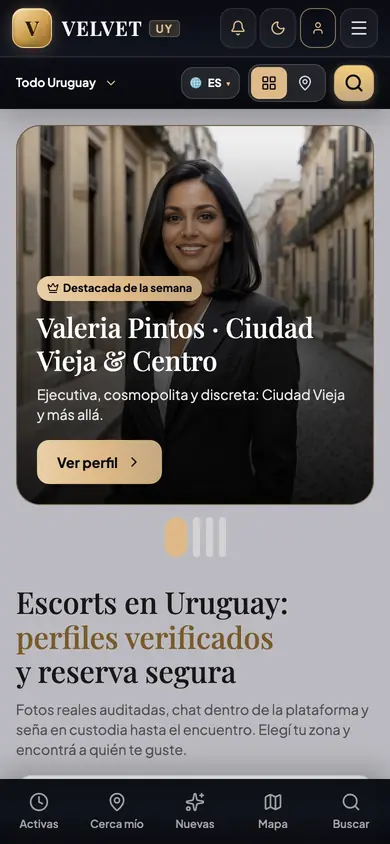 V VELVET UY
Todo Uruguay
ES
Destacada de la semana
Valeria Pintos · Ciudad
Vieja & Centro
Ejecutiva, cosmopolita y discreta: Ciudad Vieja
y más allá.
Ver perfil
Escorts en Uruguay:
perfiles verificados
y reserva segura
Fotos reales auditadas, chat dentro de la plataforma y
seña en custodia hasta el encuentro. Elegí tu zona y
encontrá a quién te guste.
Activas Cerca mío Nuevas Mapa Buscar